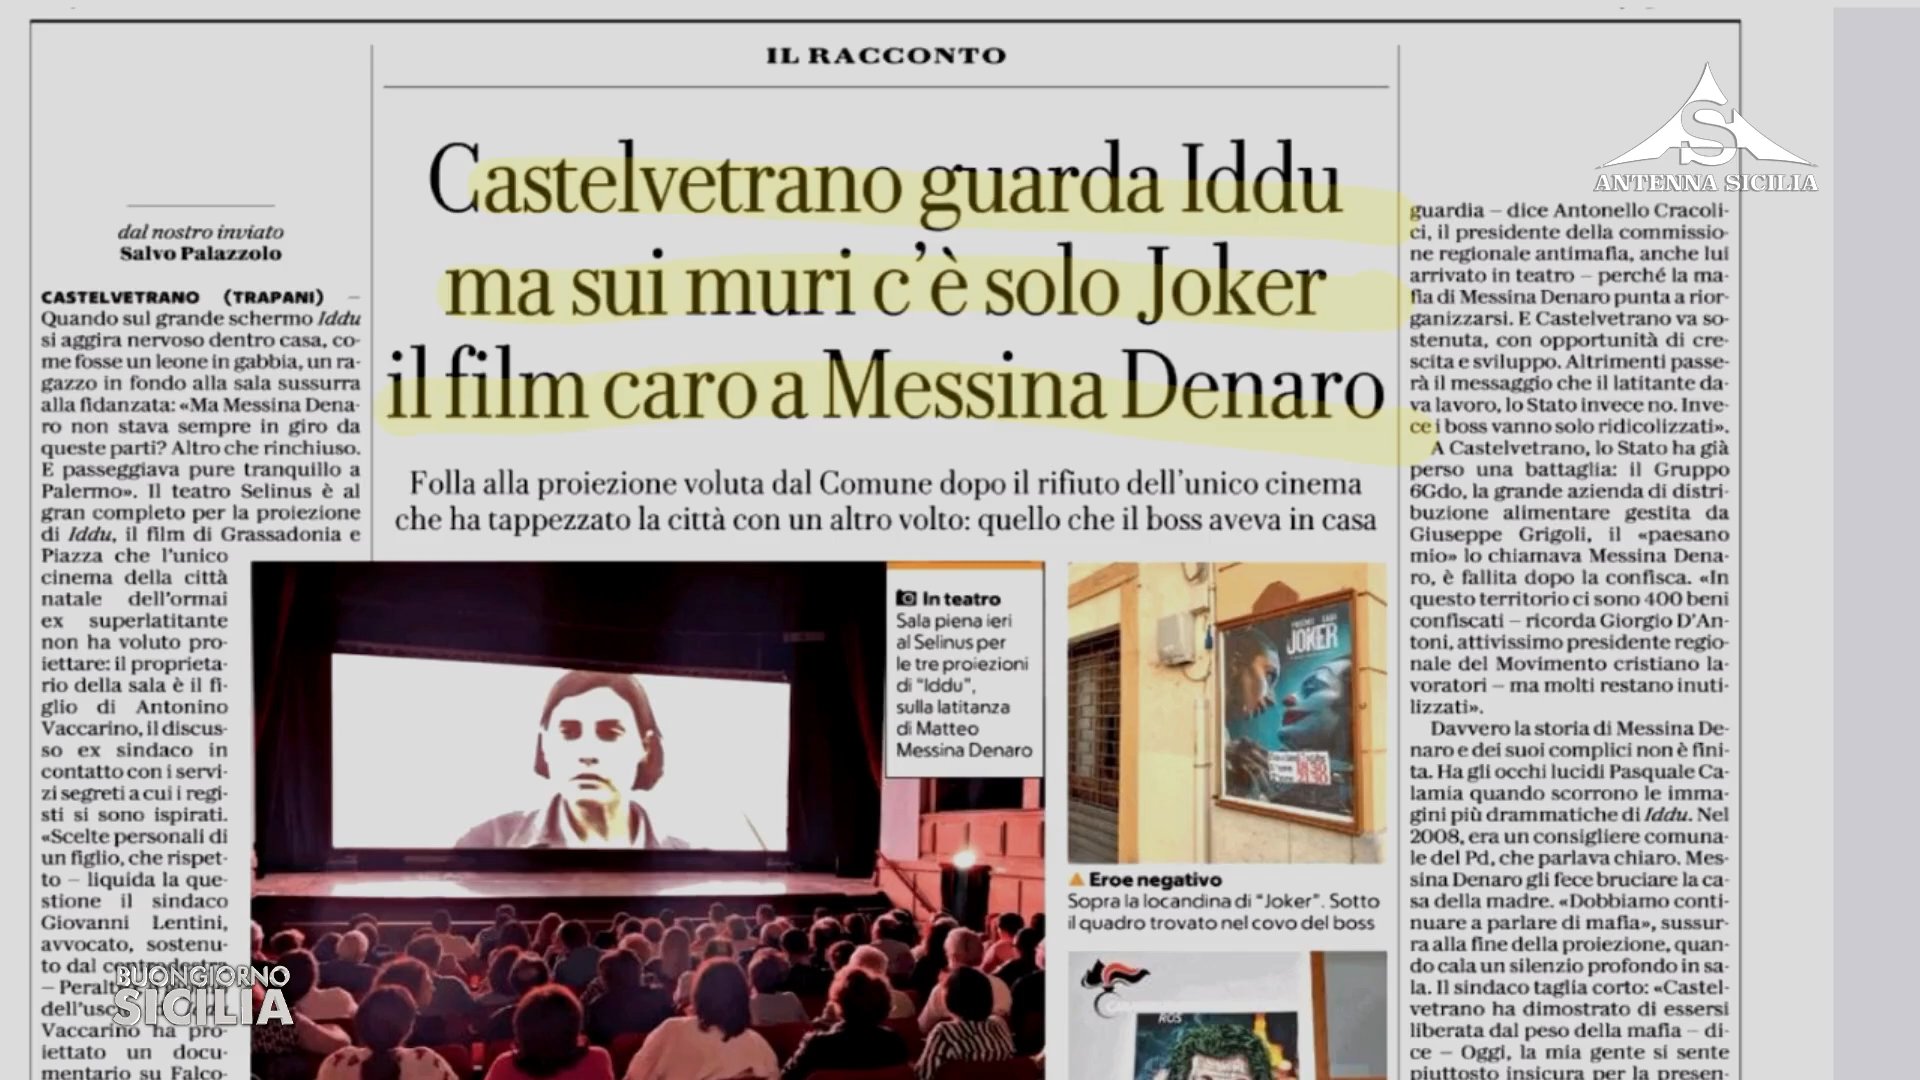 IL RACCONTO
ANTENNA SICILIA
Castelvetrano guarda Iddu
ma sui muri c'è solo Joker
il film caro a Messina Denaro
Folla alla proiezione voluta dal Comune dopo il rifiuto dell'unico cinema
che ha tappezzato la città con un altro volto: quello che il boss aveva in casa
dal nostro inviato
Salvo Palazzolo
CASTELVETRANO (TRAPANI) –
Quando sul grande schermo Iddu
si aggira nervoso dentro casa, co-
me fosse un leone in gabbia, un ra-
gazzo in fondo alla sala sussurra
alla fidanzata: «Ma Messina Dena-
ro non stava sempre in giro da
queste parti? Altro che rinchiuso.
E passeggiava pure tranquillo a
Palermo». Il teatro Selinus è al
gran completo per la proiezione
di Iddu, il film di Grassadonia e
Piazza che l'unico
cinema della città
natale dell'ormai
ex superlatitante
non ha voluto pro-
iettare: il proprieta-
rio della sala è il fi-
glio di Antonino
Vaccarino, il discus-
so ex sindaco in
contatto con i servi-
zi segreti a cui i regi-
sti si sono ispirati.
«Scelte personali di
un figlio, che rispet-
to – liquida la que-
stione il sindaco
Giovanni Lentini,
avvocato, sostenu-
to dal centrodestra
– Peralt
dell'usc
Vaccarino ha pro-
iettato un docu-
mentario su Falco-
BUONGIORNO
SICILIA
In teatro
Sala piena ieri
al Selinus per
le tre proiezioni
di "Iddu",
sulla latitanza
di Matteo
Messina Denaro
JOKER
18:30
21:30
Eroe negativo
Sopra la locandina di "Joker". Sotto
il quadro trovato nel covo del boss
ROS
guardia – dice Antonello Cracoli-
ci, il presidente della commissio-
ne regionale antimafia, anche lui
arrivato in teatro – perché la ma-
fia di Messina Denaro punta a rior-
ganizzarsi. E Castelvetrano va so-
stenuta, con opportunità di cre-
scita e sviluppo. Altrimenti passe-
rà il messaggio che il latitante da-
va lavoro, lo Stato invece no. Inve-
ce i boss vanno solo ridicolizzati».
A Castelvetrano, lo Stato ha già
perso una battaglia: il Gruppo
6Gdo, la grande azienda di distri-
buzione alimentare gestita da
Giuseppe Grigoli, il «paesano
mio» lo chiamava Messina Dena-
ro, è fallita dopo la confisca. «In
questo territorio ci sono 400 beni
confiscati – ricorda Giorgio D'An-
toni, attivissimo presidente regio-
nale del Movimento cristiano la-
voratori – ma molti restano inuti-
lizzati».
Davvero la storia di Messina De-
naro e dei suoi complici non è fini-
ta. Ha gli occhi lucidi Pasquale Ca-
lamia quando scorrono le imma-
gini più drammatiche di Iddu. Nel
2008, era un consigliere comuna-
le del Pd, che parlava chiaro. Mes-
sina Denaro gli fece bruciare la ca-
sa della madre. «Dobbiamo conti-
nuare a parlare di mafia», sussur-
ra alla fine della proiezione, quan-
do cala un silenzio profondo in sa-
la. Il sindaco taglia corto: «Castel-
vetrano ha dimostrato di essersi
liberata dal peso della mafia – di-
ce – Oggi, la mia gente si sente
piuttosto insicura per la presen-